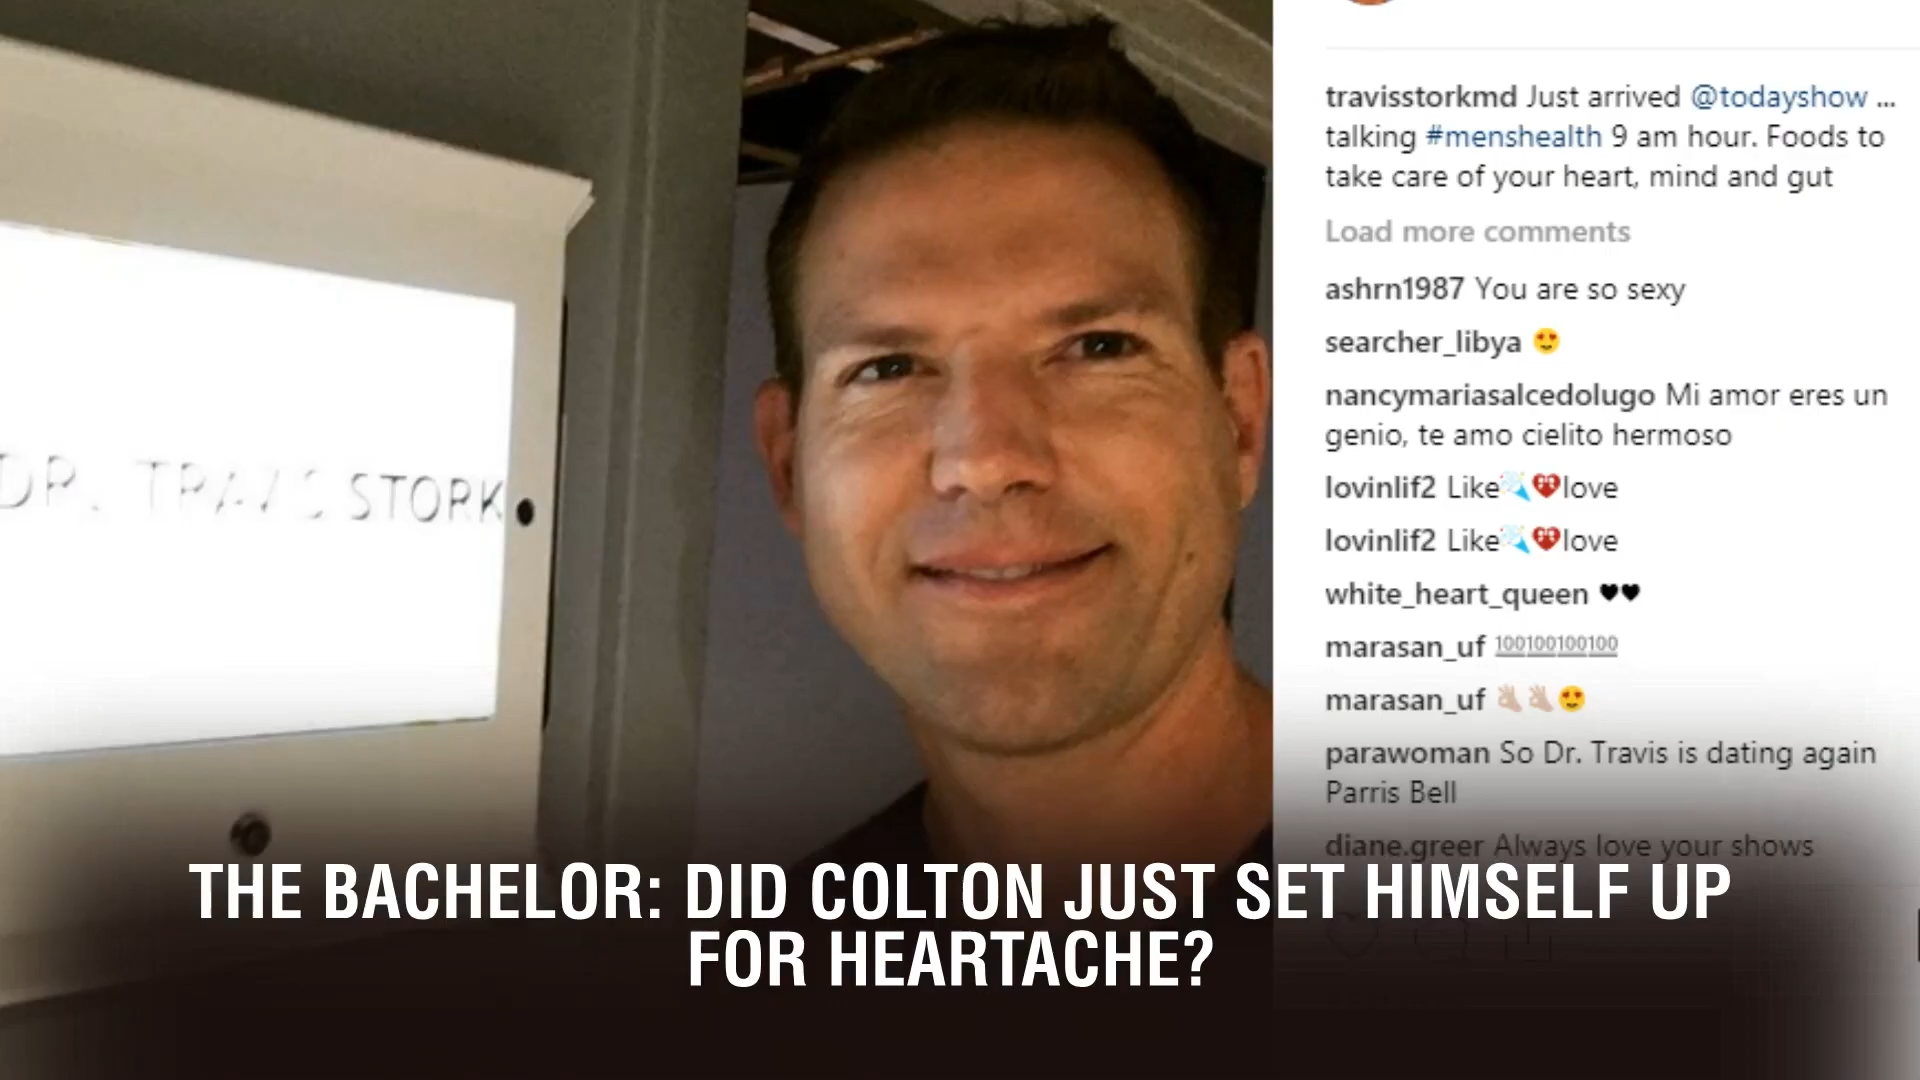 DR. TRAVIS STORK
travisstorkmd Just arrived @todayshow ...
talking #menshealth 9 am hour. Foods to
take care of your heart, mind and gut
Load more comments
ashrn1987 You are so sexy
searcher_libya 😍
nancymariasalcedolugo Mi amor eres un
genio, te amo cielito hermoso
lovinlif2 Like love
lovinlif2 Like love
white_heart_queen ♥♥
marasan_uf 100100100100
marasan_uf 👌🏼👌🏼😍
parawoman So Dr. Travis is dating again
Parris Bell
diane.greer Always love your shows
THE BACHELOR: DID COLTON JUST SET HIMSELF UP
FOR HEARTACHE?